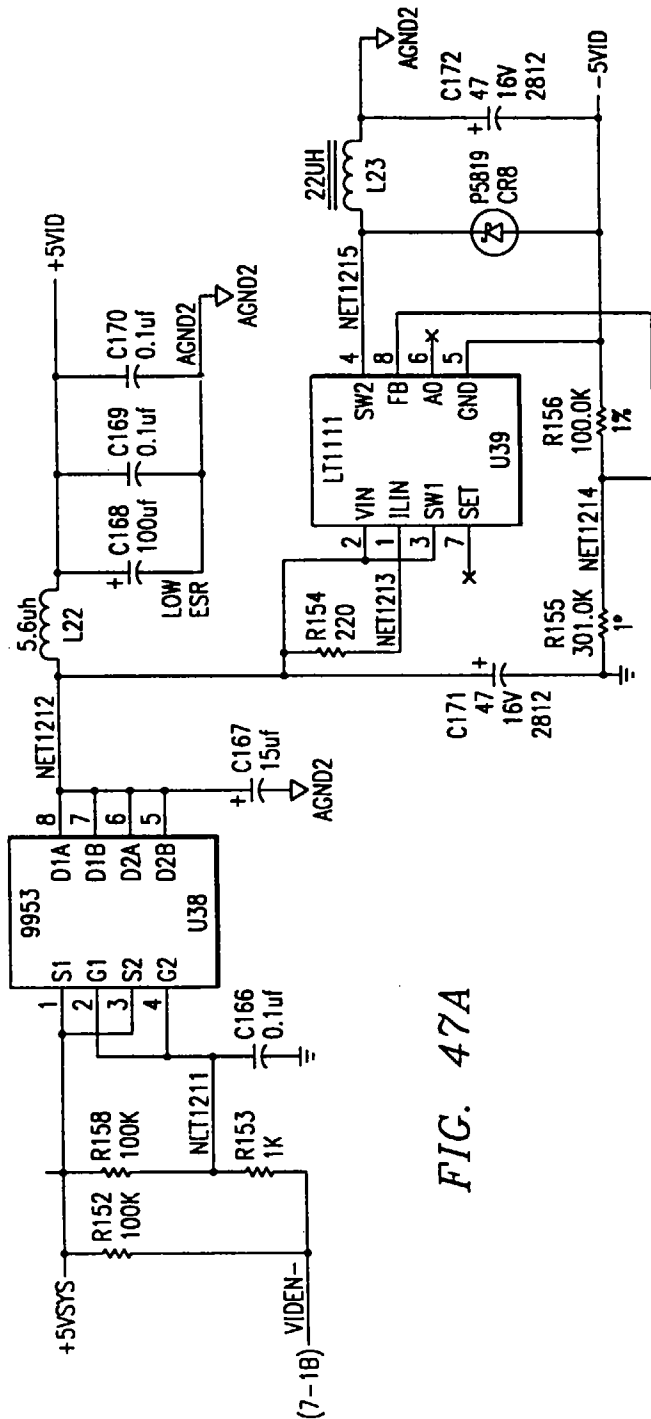 +5VSYS
R152
100K
R158
100K
(7-1B)
VIDEN-
NET1211
R153
1K
C166
0.1uf
9953
1
S1
2
G1
3
S2
4
G2
8
D1A
7
D1B
6
D2A
5
D2B
U38
NET1212
+
C167
15uf
AGND2
5.6uh
L22
+
C168
100uf
LOW
ESR
C169
0.1uf
C170
0.1uf
+5VID
AGND2
AGND2
R154
220
NET1213
LT1111
2
VIN
1
ILIN
3
SW1
7
SET
4
SW2
8
FB
6
AO
5
GND
U39
NET1215
22UH
L23
AGND2
P5819
CR8
+
C172
47
16V
2812
-5VID
C171
+
47
16V
2812
R155
301.0K
1°
NET1214
R156
100.0K
1%
FIG. 47A